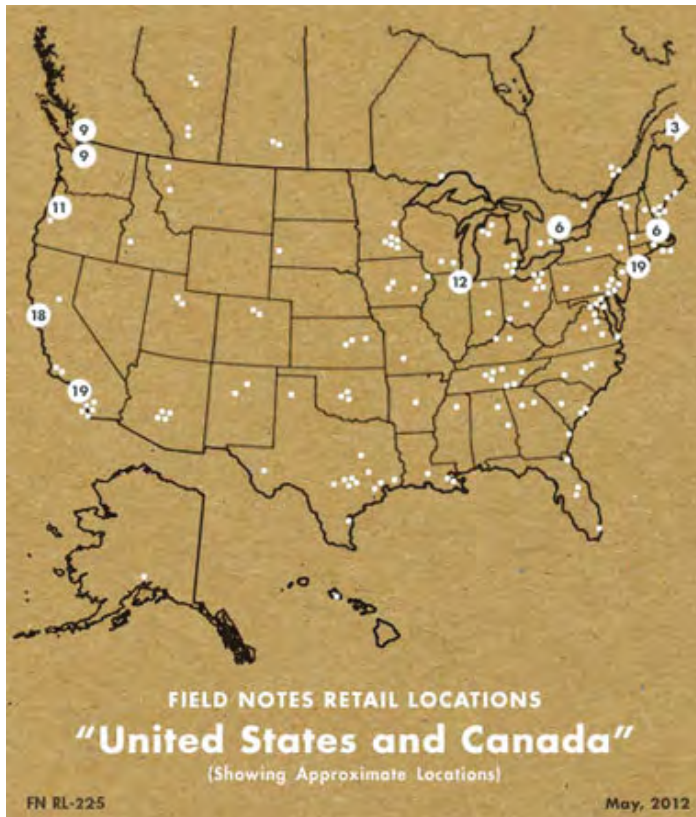 9
9
3
11
6
6
19
12
18
19
FIELD NOTES RETAIL LOCATIONS
“United States and Canada”
(Showing Approximate Locations)
FN RL-225
May, 2012